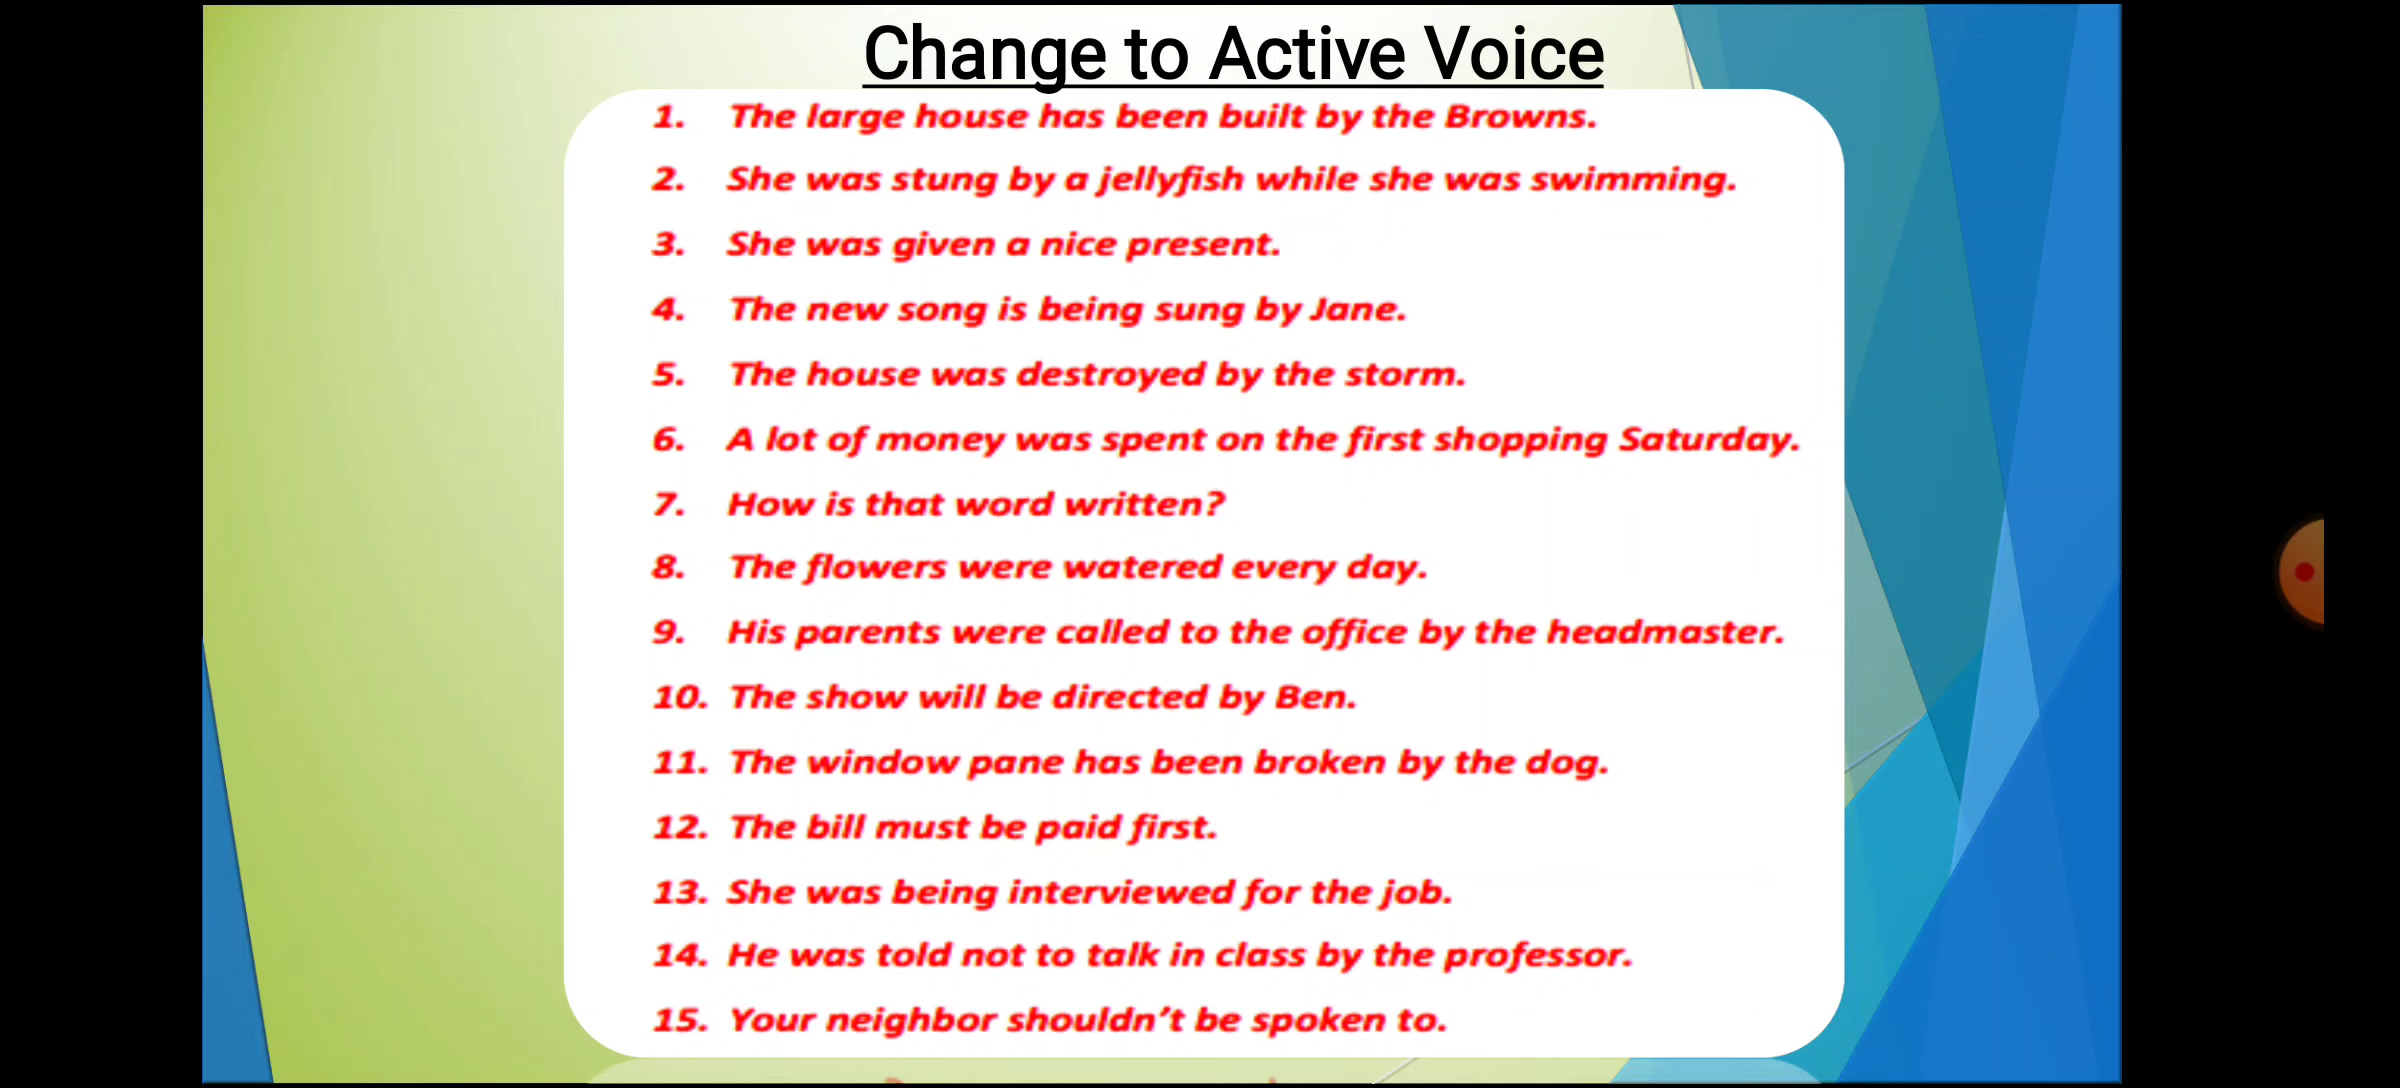 Change to Active Voice
1. The large house has been built by the Browns.
2. She was stung by a jellyfish while she was swimming.
3. She was given a nice present.
4. The new song is being sung by Jane.
5. The house was destroyed by the storm.
6. A lot of money was spent on the first shopping Saturday.
7. How is that word written?
8. The flowers were watered every day.
9. His parents were called to the office by the headmaster.
10. The show will be directed by Ben.
11. The window pane has been broken by the dog.
12. The bill must be paid first.
13. She was being interviewed for the job.
14. He was told not to talk in class by the professor.
15. Your neighbor shouldn't be spoken to.